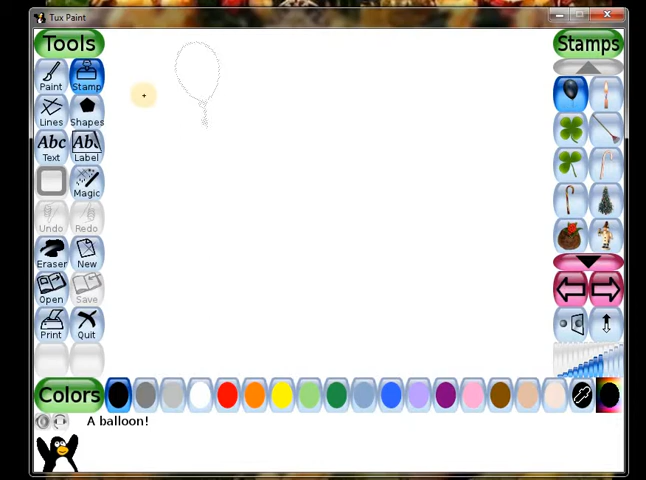 Tux Paint
Tools
Stamps
Paint
Stamp
Lines
Shapes
Abc
Text
Abc
Label
Magic
Undo
Redo
Eraser
New
Open
Save
Print
Quit
Colors
A balloon!